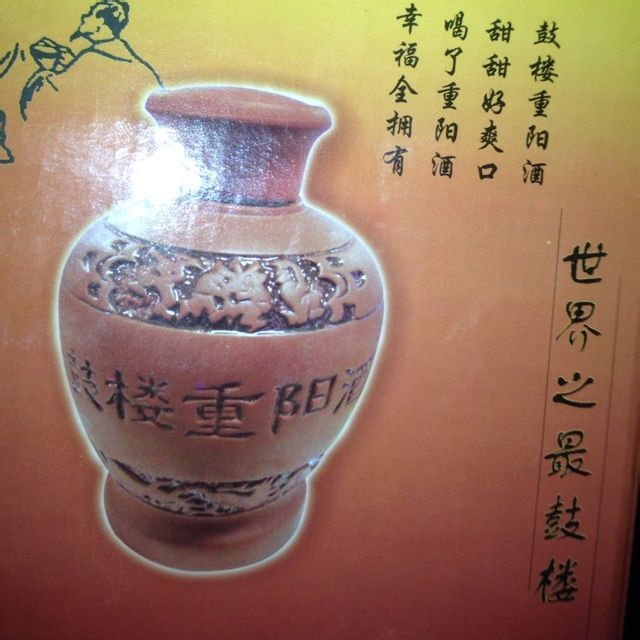 鼓楼重阳酒
甜甜好爽口
喝了重阳酒
幸福全拥有
世界之最鼓楼
鼓楼重阳酒